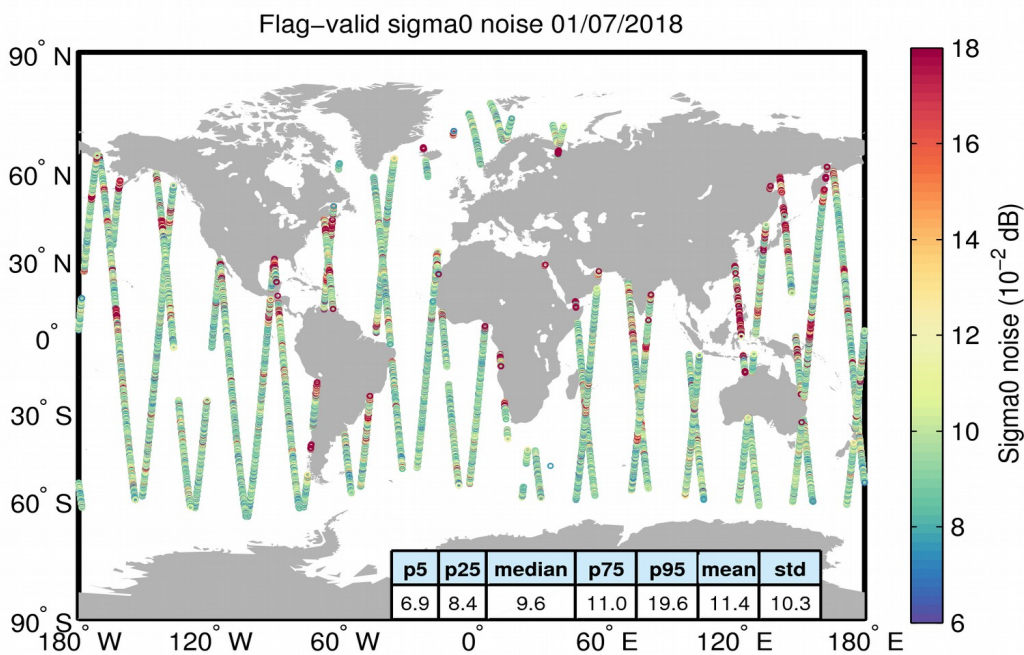 Flag−valid sigma0 noise 01/07/2018
90° N
60° N
30° N
0°
30° S
60° S
90° S
180° W
120° W
60° W
0°
60° E
120° E
180° E
p5 p25 median p75 p95 mean std
6.9 8.4 9.6 11.0 19.6 11.4 10.3
18
16
14
12
10
8
6
Sigma0 noise (10⁻² dB)